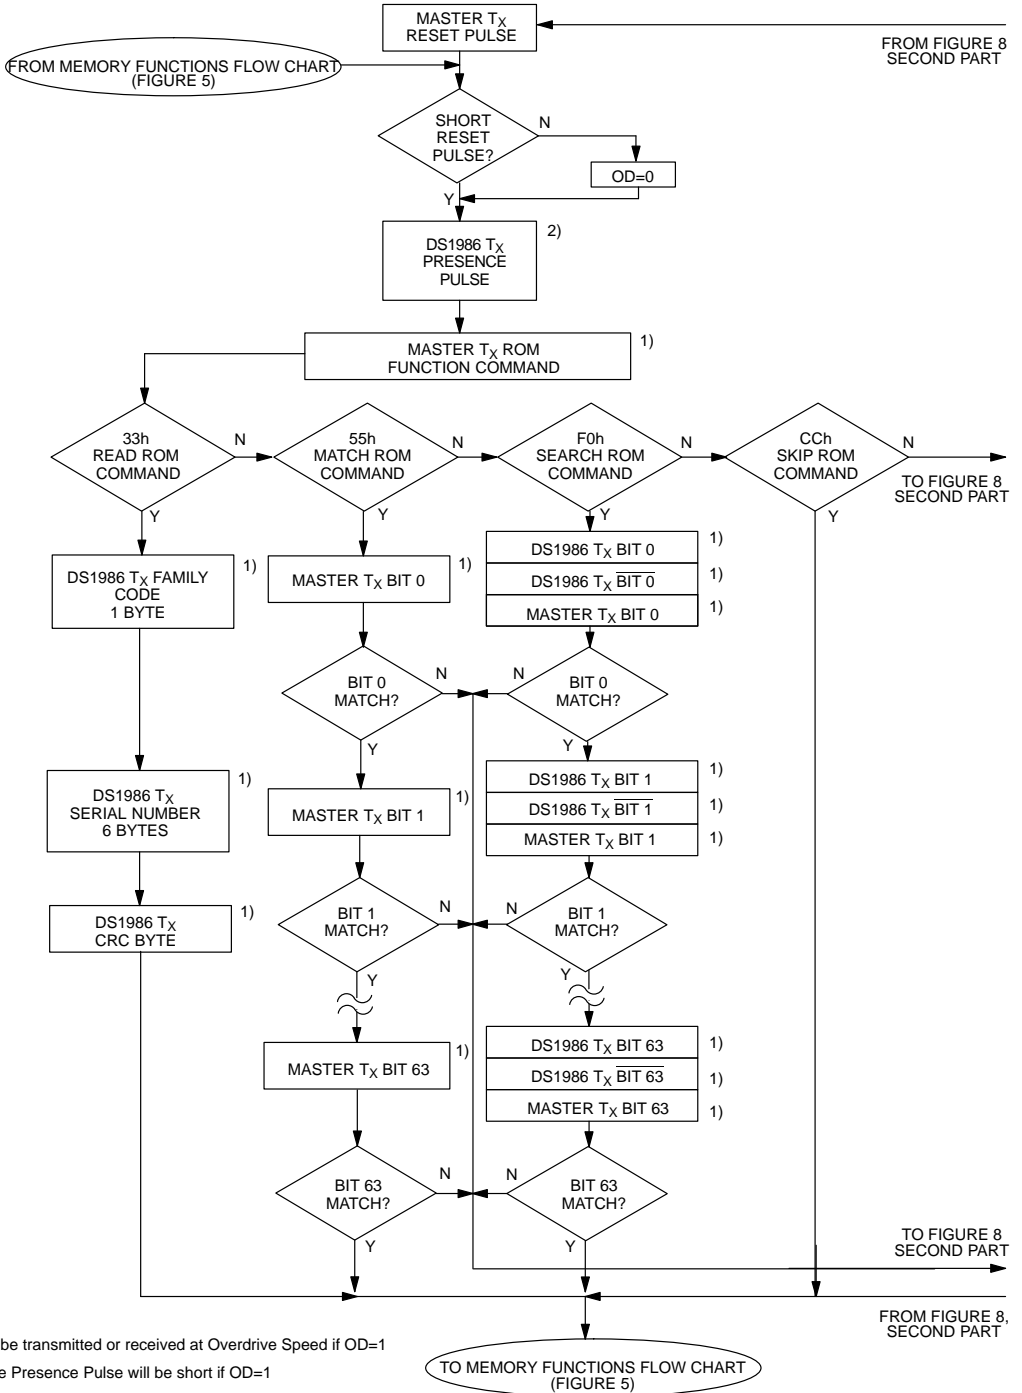 MASTER TX
RESET PULSE
FROM FIGURE 8
SECOND PART
FROM MEMORY FUNCTIONS FLOW CHART
(FIGURE 5)
SHORT
RESET
PULSE?
N
OD=0
Y
DS1986 TX
PRESENCE
PULSE
2)
MASTER TX ROM
FUNCTION COMMAND
1)
33h
READ ROM
COMMAND
N
Y
55h
MATCH ROM
COMMAND
N
Y
F0h
SEARCH ROM
COMMAND
N
Y
CCh
SKIP ROM
COMMAND
N
Y
TO FIGURE 8
SECOND PART
DS1986 TX FAMILY
CODE
1 BYTE
1)
MASTER TX BIT 0
1)
DS1986 TX BIT 0
1)
DS1986 TX B̅I̅T̅ ̅0̅
1)
MASTER TX BIT 0
1)
BIT 0
MATCH?
N
Y
N
BIT 0
MATCH?
Y
DS1986 TX
SERIAL NUMBER
6 BYTES
1)
MASTER TX BIT 1
1)
DS1986 TX BIT 1
1)
DS1986 TX B̅I̅T̅ ̅1̅
1)
MASTER TX BIT 1
1)
DS1986 TX
CRC BYTE
1)
BIT 1
MATCH?
N
Y
N
BIT 1
MATCH?
Y
MASTER TX BIT 63
1)
DS1986 TX BIT 63
1)
DS1986 TX B̅I̅T̅ ̅6̅3̅
1)
MASTER TX BIT 63
1)
BIT 63
MATCH?
N
Y
N
BIT 63
MATCH?
Y
TO FIGURE 8
SECOND PART
FROM FIGURE 8,
SECOND PART
be transmitted or received at Overdrive Speed if OD=1
e Presence Pulse will be short if OD=1
TO MEMORY FUNCTIONS FLOW CHART
(FIGURE 5)